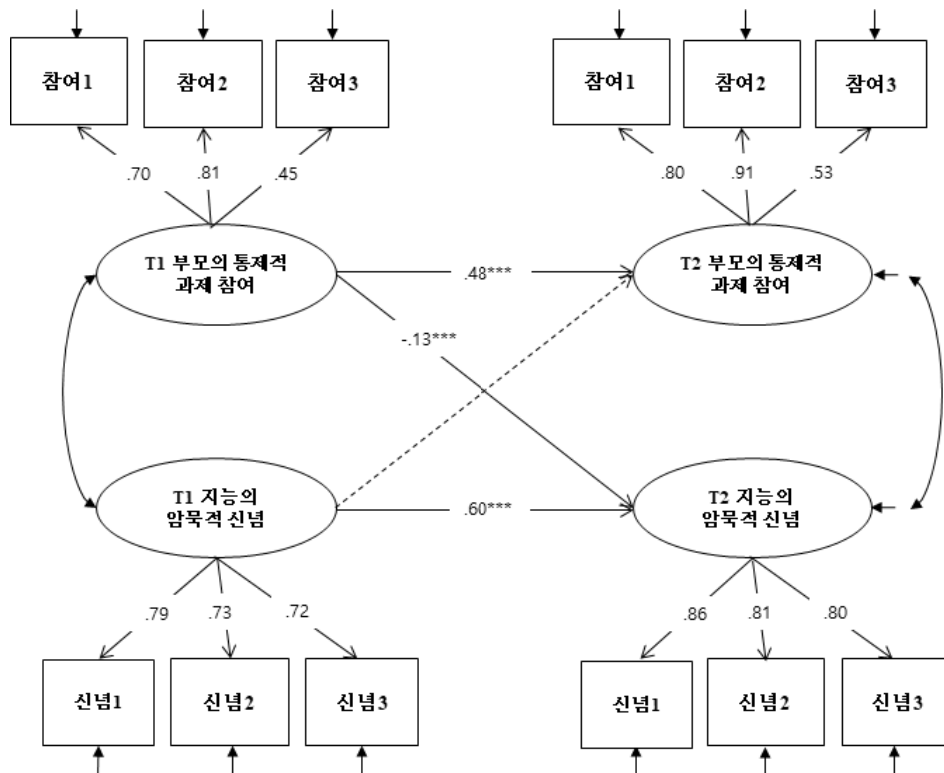 참여1 참여2 참여3 참여1 참여2 참여3
.70 .81 .45 .80 .91 .53
T1 부모의 통제적
과제 참여
.48***
T2 부모의 통제적
과제 참여
-.13***
T1 지능의
암묵적 신념
.60***
T2 지능의
암묵적 신념
.79 .73 .72 .86 .81 .80
신념1 신념2 신념3 신념1 신념2 신념3